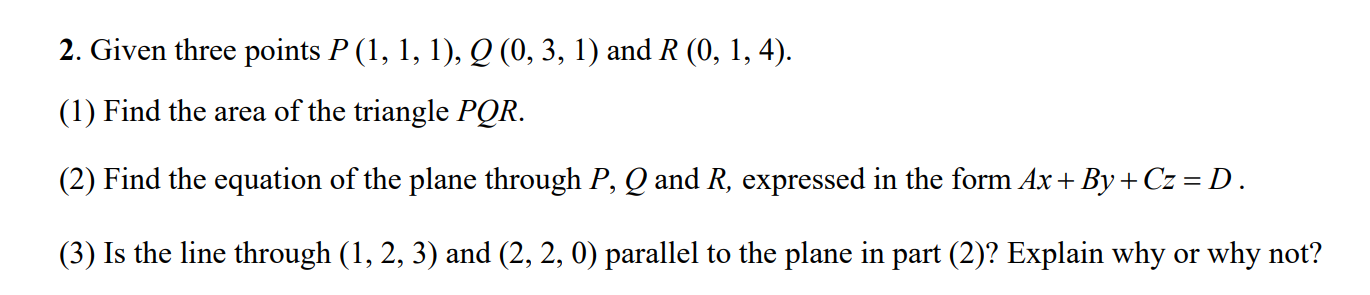 2. Given three points P (1, 1, 1), Q (0, 3, 1) and R (0, 1, 4).
(1) Find the area of the triangle PQR.
(2) Find the equation of the plane through P, Q and R, expressed in the form Ax + By + Cz = D .
(3) Is the line through (1, 2, 3) and (2, 2, 0) parallel to the plane in part (2)? Explain why or why not?